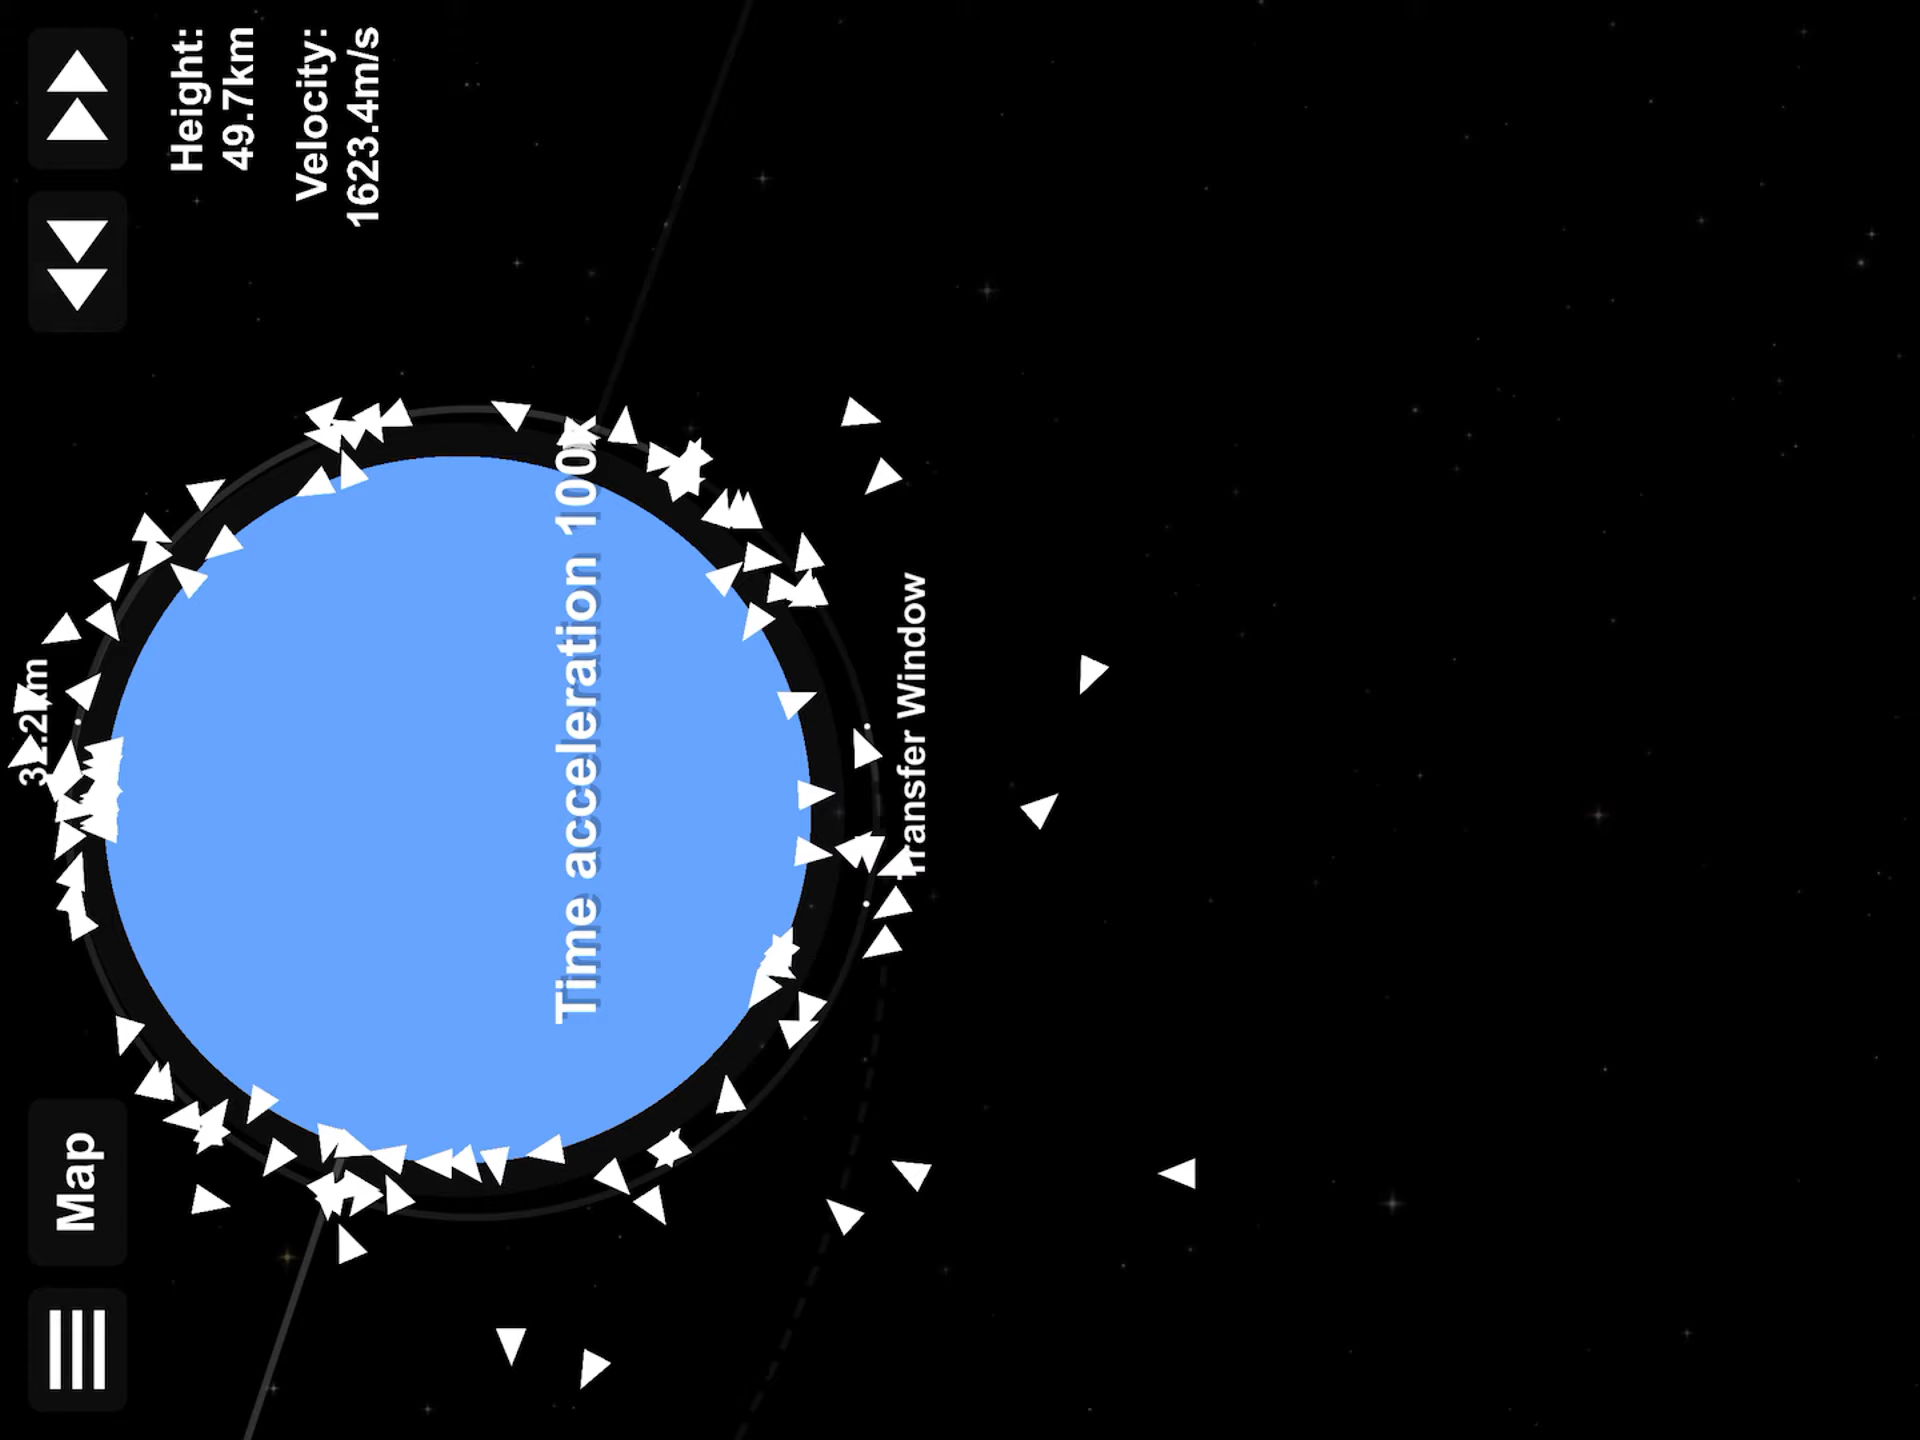 Map
Height:
49.7km
Velocity:
1623.4m/s
Time acceleration 100x
Transfer Window